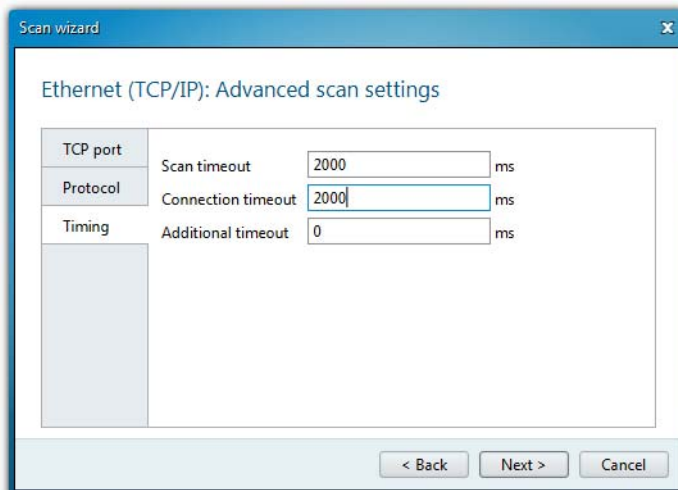 Scan wizard
x
Ethernet (TCP/IP): Advanced scan settings
TCP port
Protocol
Timing
Scan timeout 2000 ms
Connection timeout 2000 ms
Additional timeout 0 ms
< Back Next > Cancel